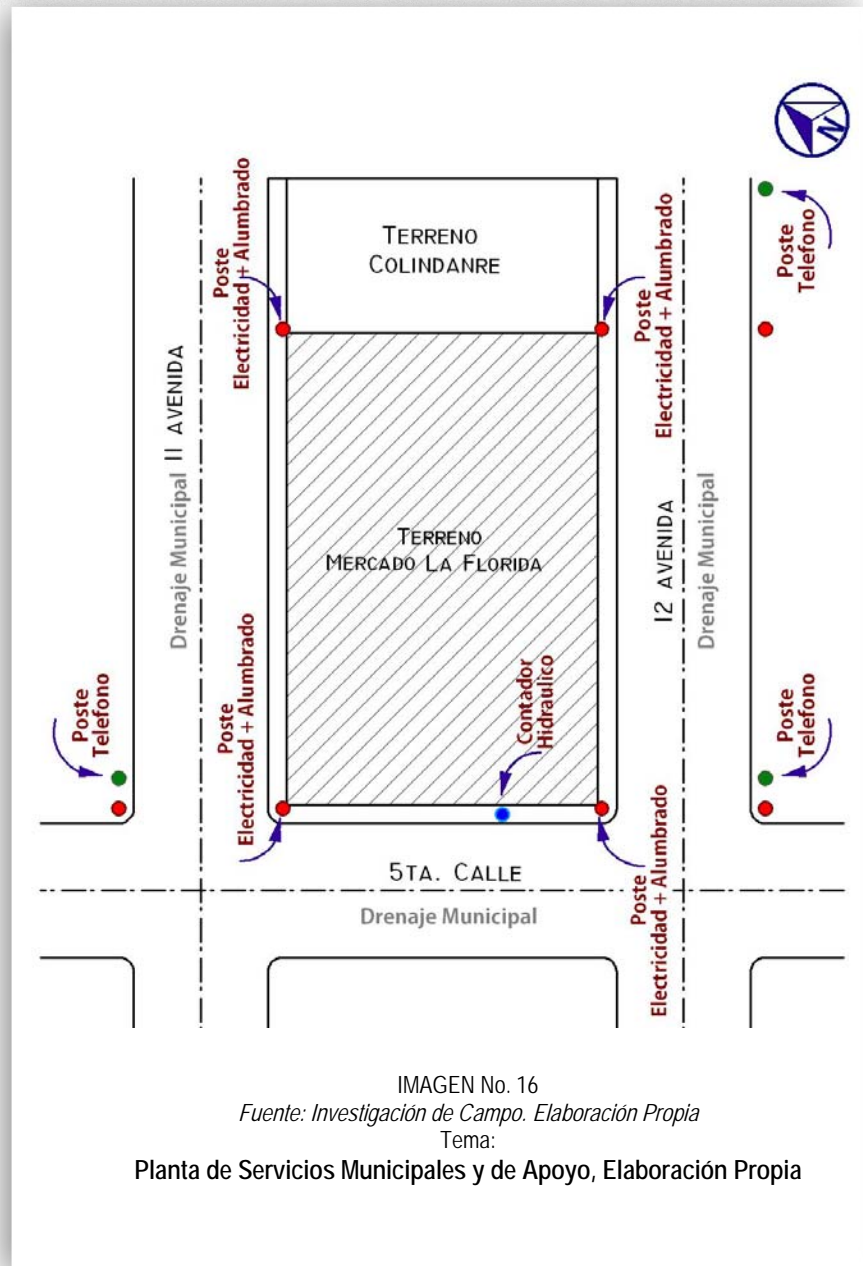 N
Poste
Electricidad + Alumbrado
TERRENO
COLINDANRE
Poste
Electricidad + Alumbrado
Poste
Telefono
11 AVENIDA
Drenaje Municipal
TERRENO
MERCADO LA FLORIDA
12 AVENIDA
Drenaje Municipal
Poste
Telefono
Poste
Electricidad + Alumbrado
Contador
Hidraulico
Poste
Telefono
5TA. CALLE
Drenaje Municipal
Poste
Electricidad + Alumbrado
IMAGEN No. 16
Fuente: Investigación de Campo. Elaboración Propia
Tema:
Planta de Servicios Municipales y de Apoyo, Elaboración Propia